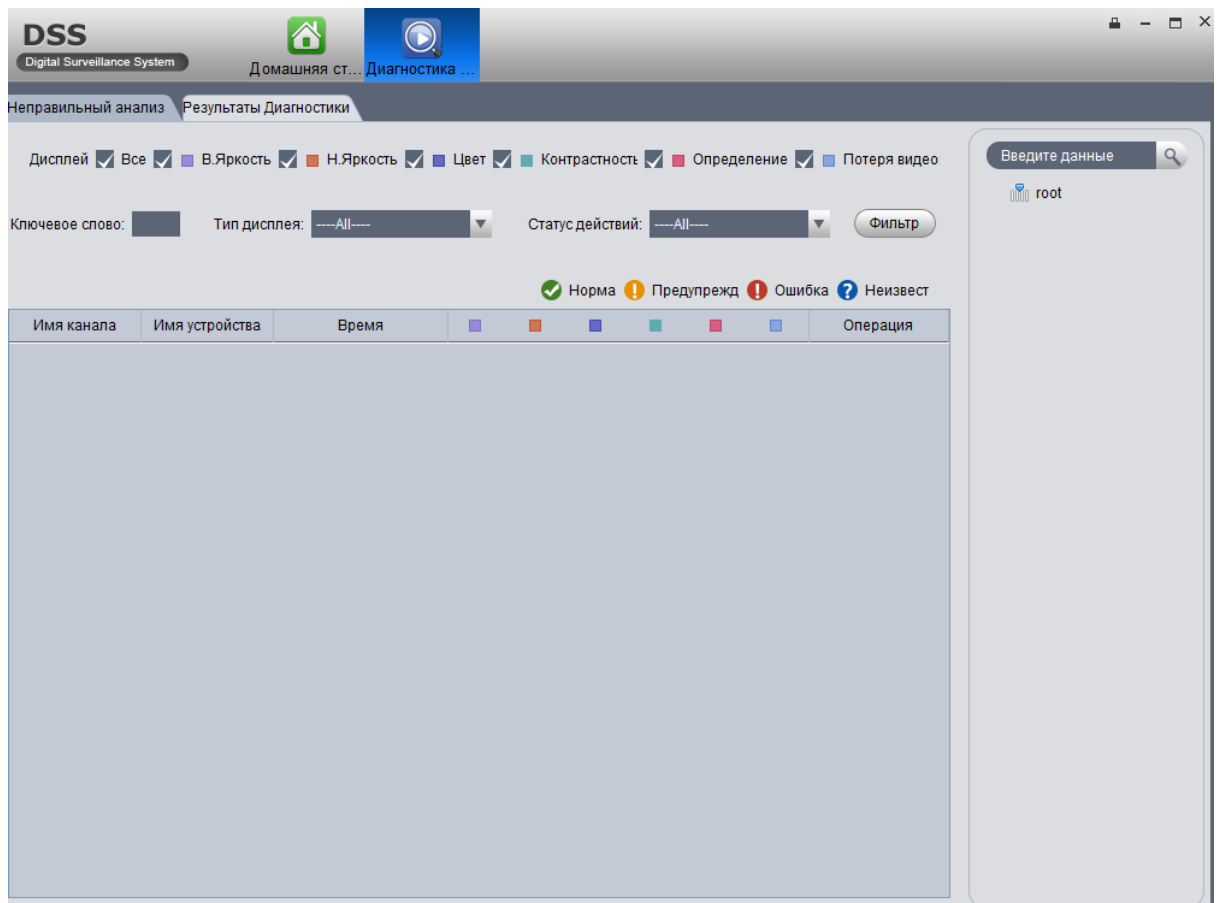 DSS
Digital Surveillance System
Домашняя ст... Диагностика ...
Неправильный анализ Результаты Диагностики
Дисплей Все В.Яркость Н.Яркость Цвет Контрастность Определение Потеря видео
Введите данные
root
Ключевое слово: Тип дисплея: ----All---- Статус действий: ----All---- Фильтр
Норма Предупрежд Ошибка Неизвест
Имя канала Имя устройства Время Операция